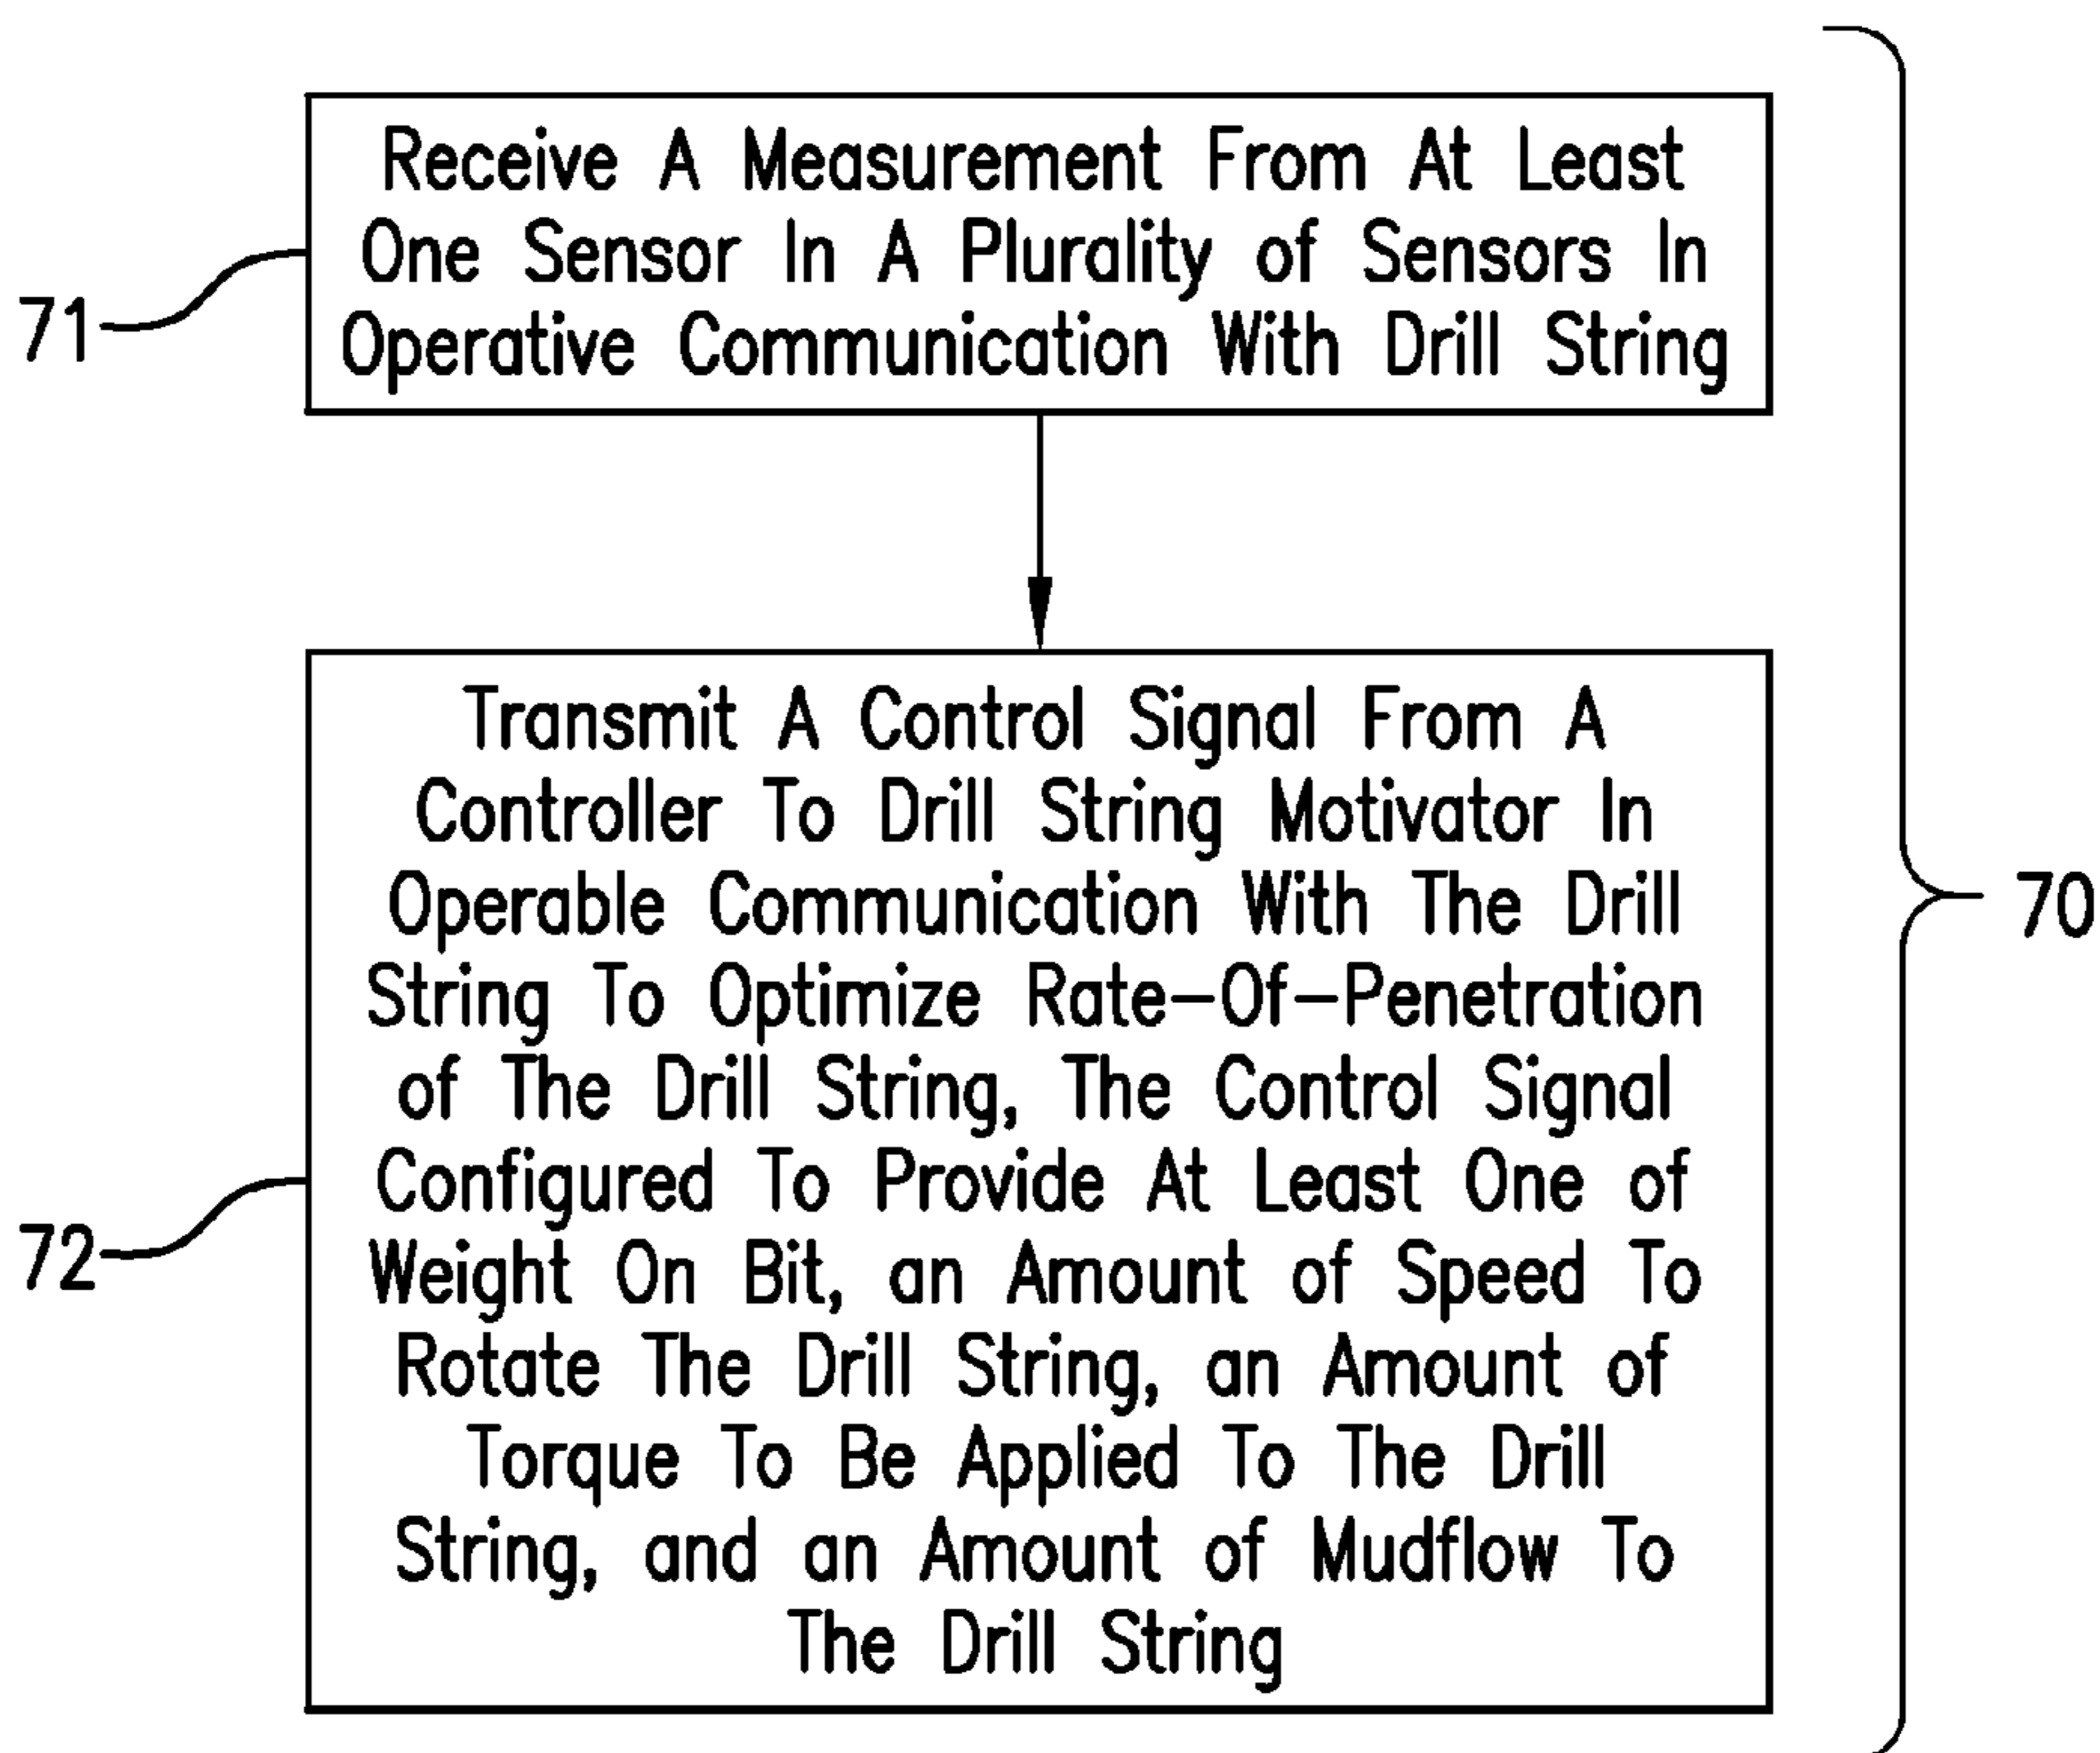 Receive A Measurement From At Least
One Sensor In A Plurality of Sensors In
Operative Communication With Drill String
71
Transmit A Control Signal From A
Controller To Drill String Motivator In
Operable Communication With The Drill
String To Optimize Rate-Of-Penetration
of The Drill String, The Control Signal
Configured To Provide At Least One of
Weight On Bit, an Amount of Speed To
Rotate The Drill String, an Amount of
Torque To Be Applied To The Drill
String, and an Amount of Mudflow To
The Drill String
72
70